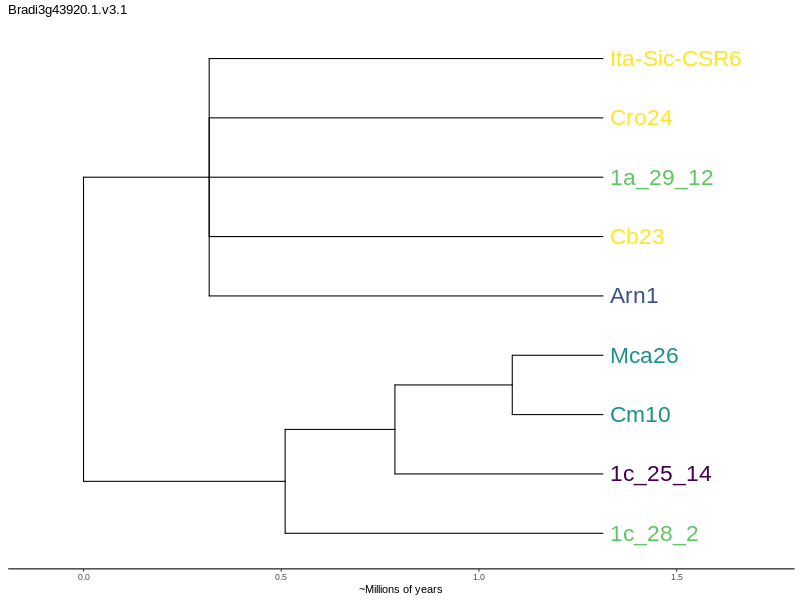 Bradi3g43920.1.v3.1
Ita-Sic-CSR6
Cro24
1a_29_12
Cb23
Arn1
Mca26
Cm10
1c_25_14
1c_28_2
0.0 0.5 1.0 1.5
~Millions of years